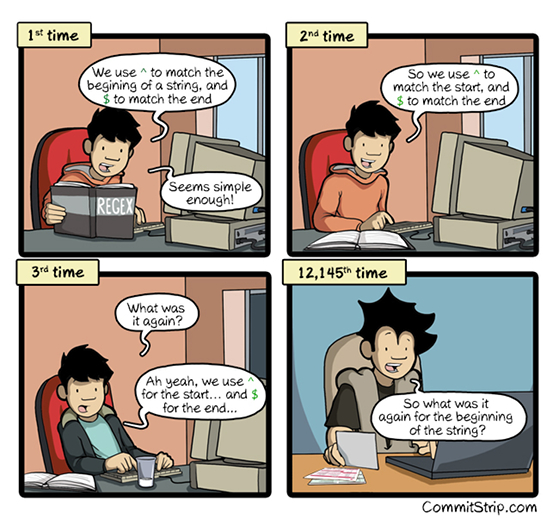 1st time
We use ^ to match the
begining of a string, and
$ to match the end
Seems simple
enough!
REGEX
2nd time
So we use ^ to
match the start, and
$ to match the end
3rd time
What was
it again?
Ah yeah, we use ^
for the start... and $
for the end...
12,145th time
So what was it
again for the beginning
of the string?
CommitStrip.com